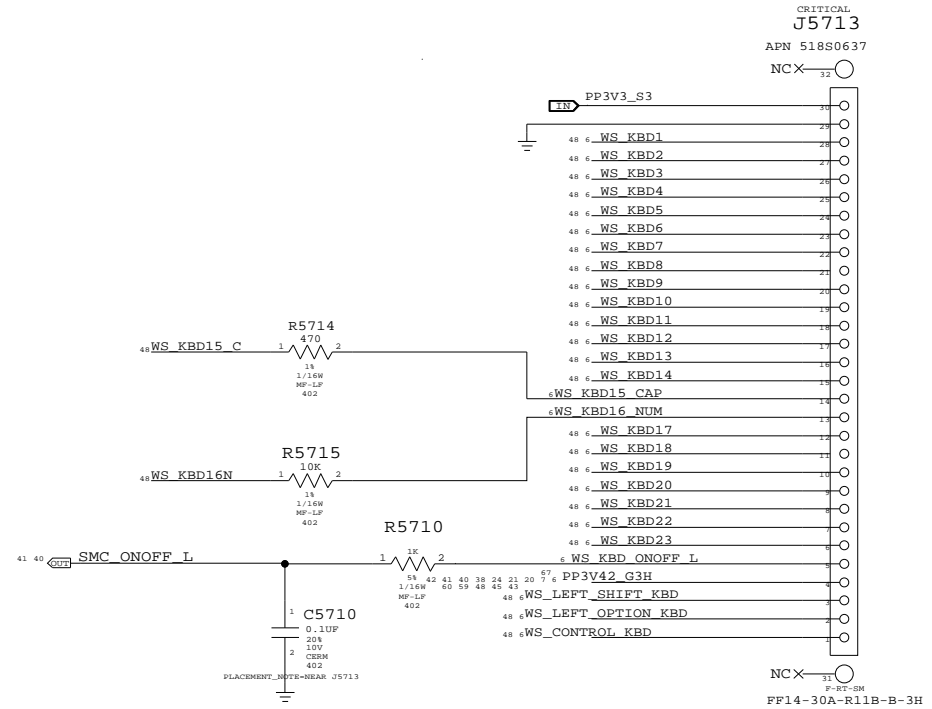 CRITICAL
J5713
APN 518S0637
NC 32
IN PP3V3_S3 30
29
48 6 WS_KBD1 28
48 6 WS_KBD2 27
48 6 WS_KBD3 26
48 6 WS_KBD4 25
48 6 WS_KBD5 24
48 6 WS_KBD6 23
48 6 WS_KBD7 22
48 6 WS_KBD8 21
48 6 WS_KBD9 20
48 6 WS_KBD10 19
48 6 WS_KBD11 18
48 6 WS_KBD12 17
48 6 WS_KBD13 16
48 6 WS_KBD14 15
6 WS_KBD15_CAP 14
6 WS_KBD16_NUM 13
48 6 WS_KBD17 12
48 6 WS_KBD18 11
48 6 WS_KBD19 10
48 6 WS_KBD20 9
48 6 WS_KBD21 8
48 6 WS_KBD22 7
48 6 WS_KBD23 6
6 WS_KBD_ONOFF_L 5
67
42 41 40 38 24 21 20 7 6 PP3V42_G3H 4
60 59 48 45 43
48 6 WS_LEFT_SHIFT_KBD 3
48 6 WS_LEFT_OPTION_KBD 2
48 6 WS_CONTROL_KBD 1
R5714
470
48 WS_KBD15_C 1 2
1%
1/16W
MF-LF
402
R5715
10K
48 WS_KBD16N 1 2
1%
1/16W
MF-LF
402
R5710
1K
41 40 OUT SMC_ONOFF_L 1 2
5%
1/16W
MF-LF
402
1 C5710
0.1UF
20%
2 10V
CERM
402
PLACEMENT_NOTE=NEAR J5713
NC 31
F-RT-SM
FF14-30A-R11B-B-3H